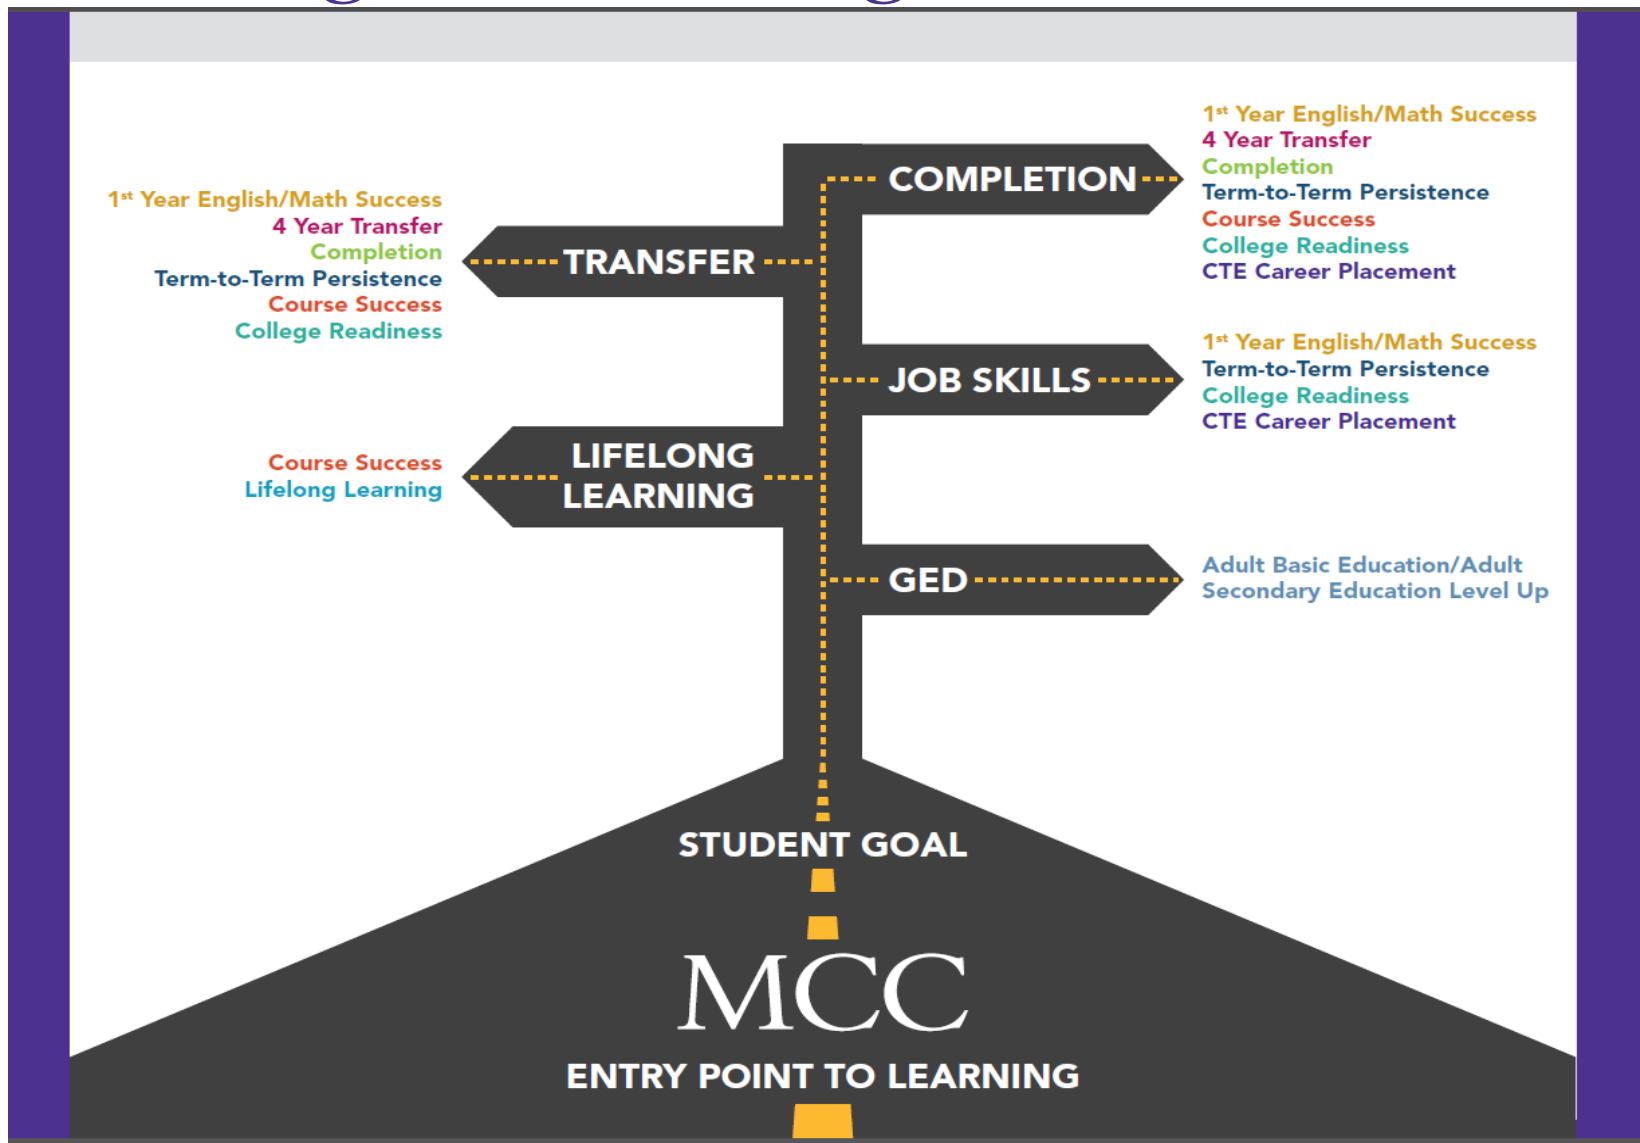 1st Year English/Math Success
4 Year Transfer
Completion
Term-to-Term Persistence
Course Success
College Readiness
CTE Career Placement
COMPLETION
1st Year English/Math Success
4 Year Transfer
Completion
Term-to-Term Persistence
Course Success
College Readiness
TRANSFER
1st Year English/Math Success
Term-to-Term Persistence
College Readiness
CTE Career Placement
JOB SKILLS
Course Success
Lifelong Learning
LIFELONG
LEARNING
GED
Adult Basic Education/Adult
Secondary Education Level Up
STUDENT GOAL
MCC
ENTRY POINT TO LEARNING